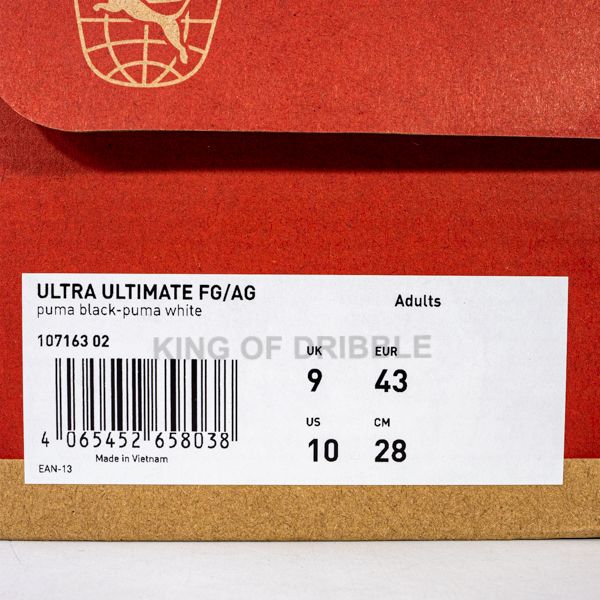 ULTRA ULTIMATE FG/AG
puma black-puma white
Adults
107163 02
KING OF DRIBBLE
UK EUR
9 43
US CM
10 28
4 065452 658038
Made in Vietnam
EAN-13